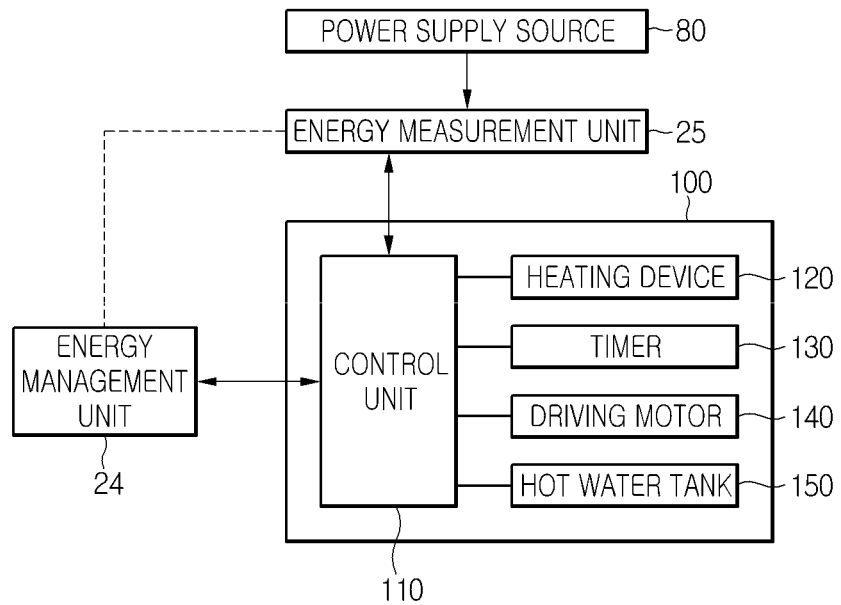 POWER SUPPLY SOURCE
80
ENERGY MEASUREMENT UNIT
25
100
HEATING DEVICE
120
TIMER
130
DRIVING MOTOR
140
HOT WATER TANK
150
CONTROL
UNIT
110
ENERGY
MANAGEMENT
UNIT
24